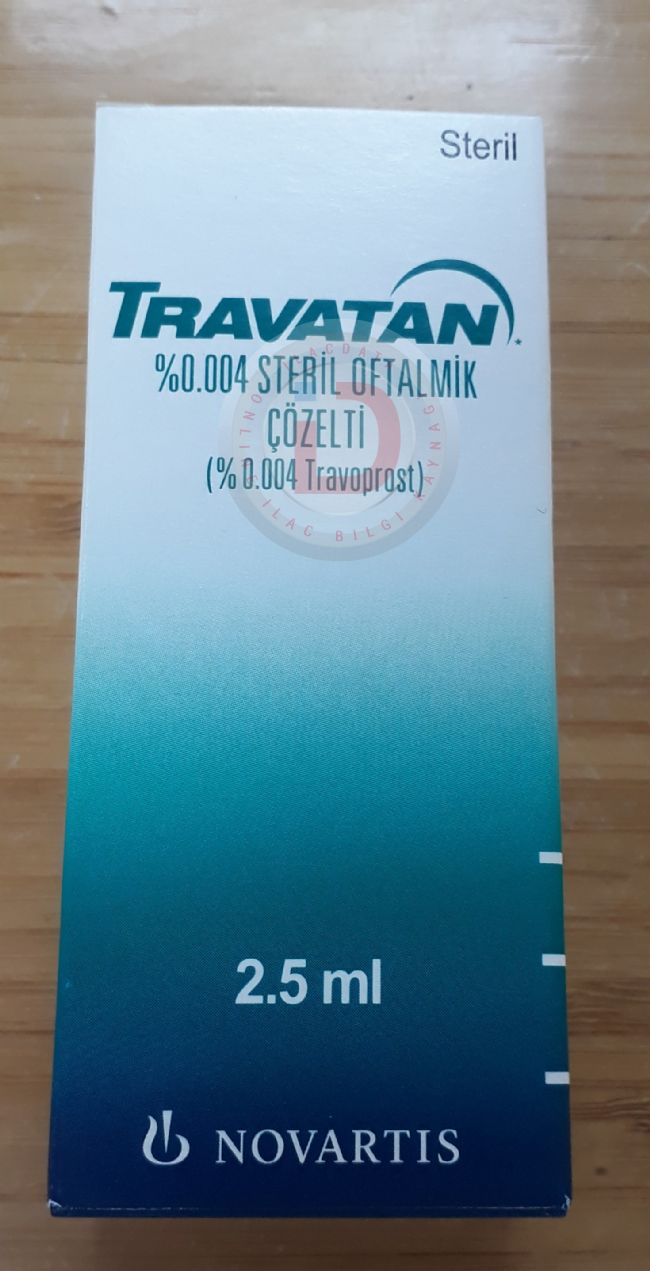 Steril
TRAVATAN
%0.004 STERİL OFTALMİK
ÇÖZELTİ
(% 0.004 Travoprost)
2.5 ml
NOVARTIS